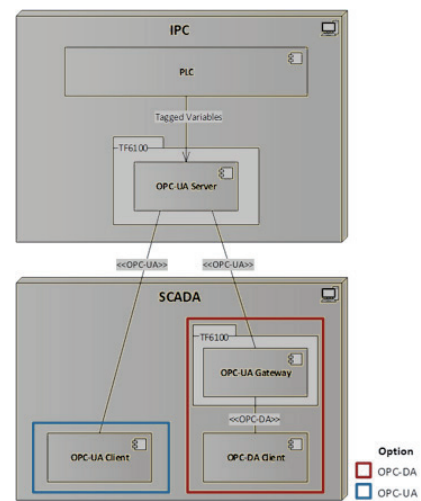 IPC
PLC
Tagged Variables
TF6100
OPC-UA Server
<<OPC-UA>>
<<OPC-UA>>
SCADA
TF6100
OPC-UA Gateway
<<OPC-DA>>
OPC-UA Client
OPC-DA Client
Option
OPC-DA
OPC-UA